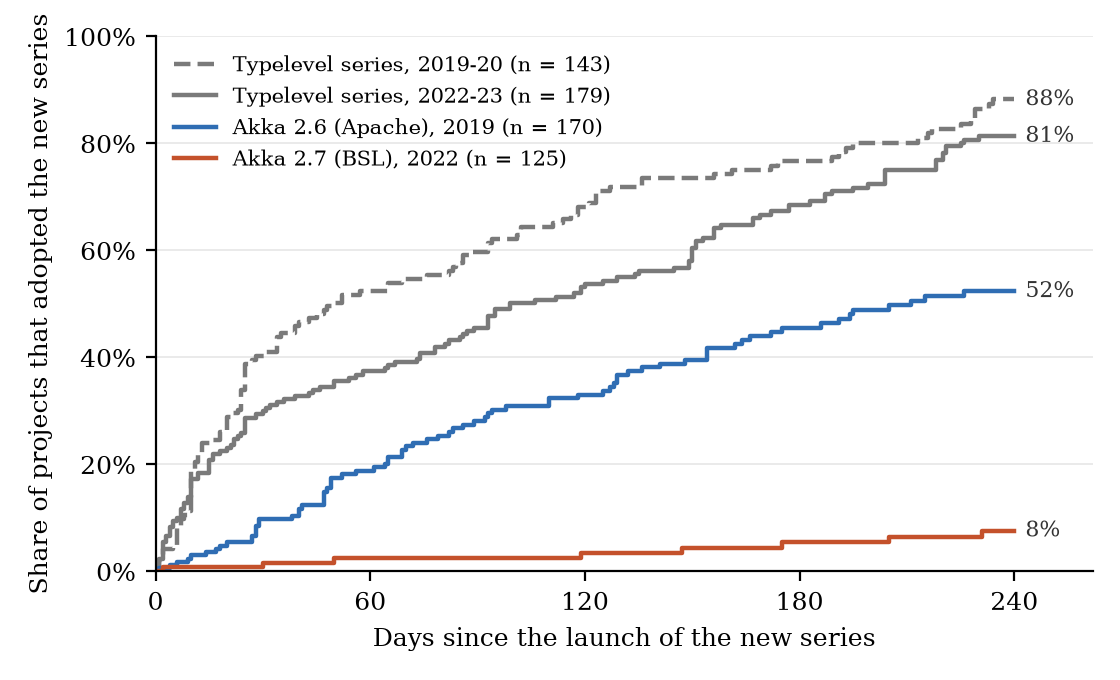 Share of projects that adopted the new series
100%
80%
60%
40%
20%
0%
Typelevel series, 2019-20 (n = 143)
Typelevel series, 2022-23 (n = 179)
Akka 2.6 (Apache), 2019 (n = 170)
Akka 2.7 (BSL), 2022 (n = 125)
88%
81%
52%
8%
0 60 120 180 240
Days since the launch of the new series